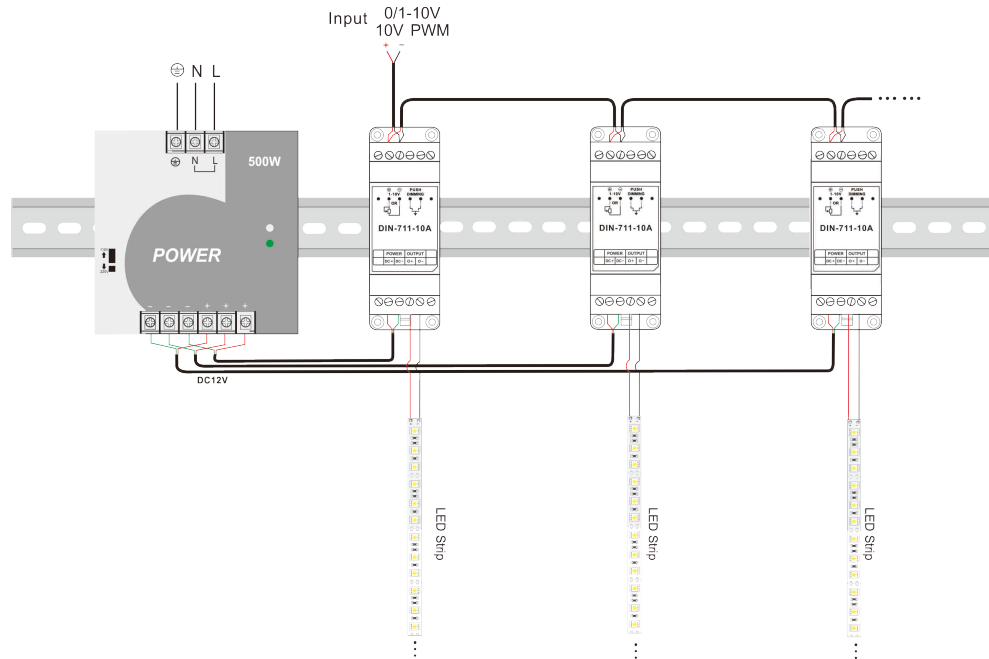 Input 0/1-10V
10V PWM
+ −
N L
N L
500W
POWER
110V
220V
− − − + + +
DC12V
1-10V PUSH DIMMING
OR
DIN-711-10A
POWER OUTPUT
DC+ DC- O+ O-
1-10V PUSH DIMMING
OR
DIN-711-10A
POWER OUTPUT
DC+ DC- O+ O-
1-10V PUSH DIMMING
OR
DIN-711-10A
POWER OUTPUT
DC+ DC- O+ O-
LED Strip
LED Strip
LED Strip